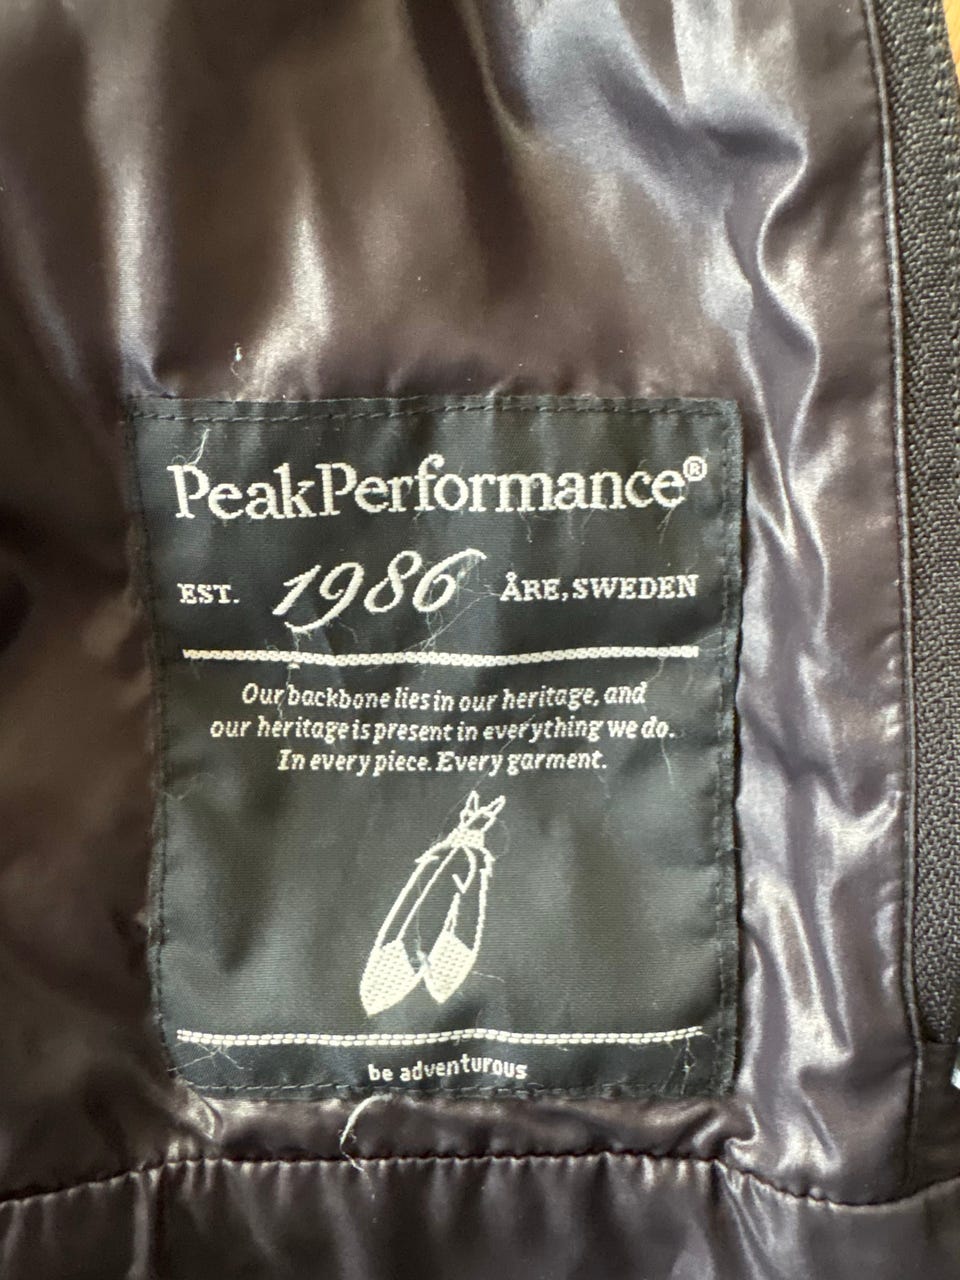 PeakPerformance®
EST. 1986 ÅRE, SWEDEN
Our backbone lies in our heritage, and
our heritage is present in everything we do.
In every piece. Every garment.
be adventurous